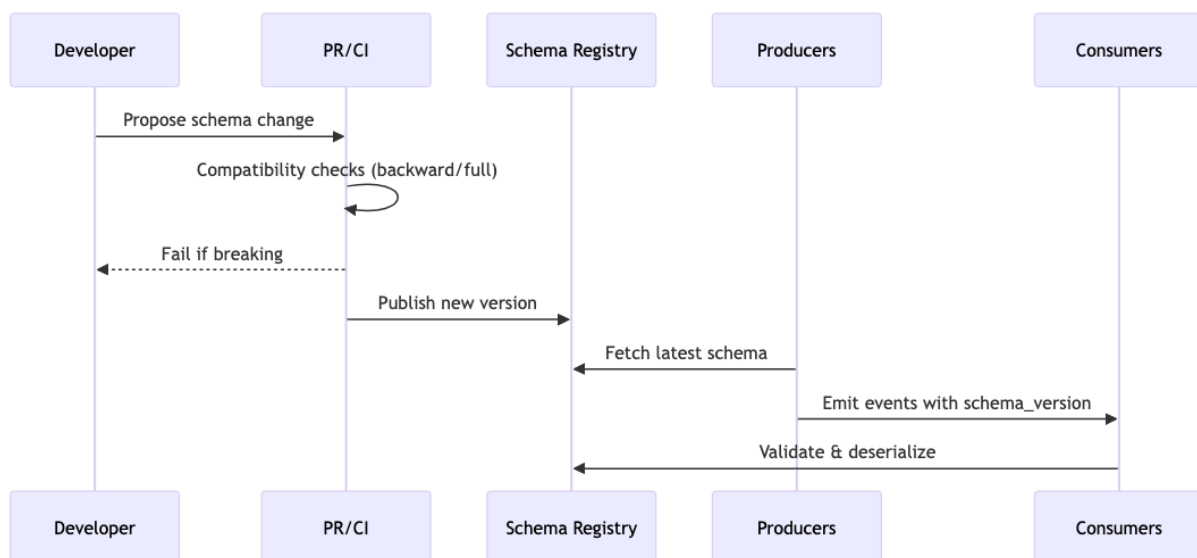 Developer
PR/CI
Schema Registry
Producers
Consumers
Propose schema change
Compatibility checks (backward/full)
Fail if breaking
Publish new version
Fetch latest schema
Emit events with schema_version
Validate & deserialize
Developer
PR/CI
Schema Registry
Producers
Consumers